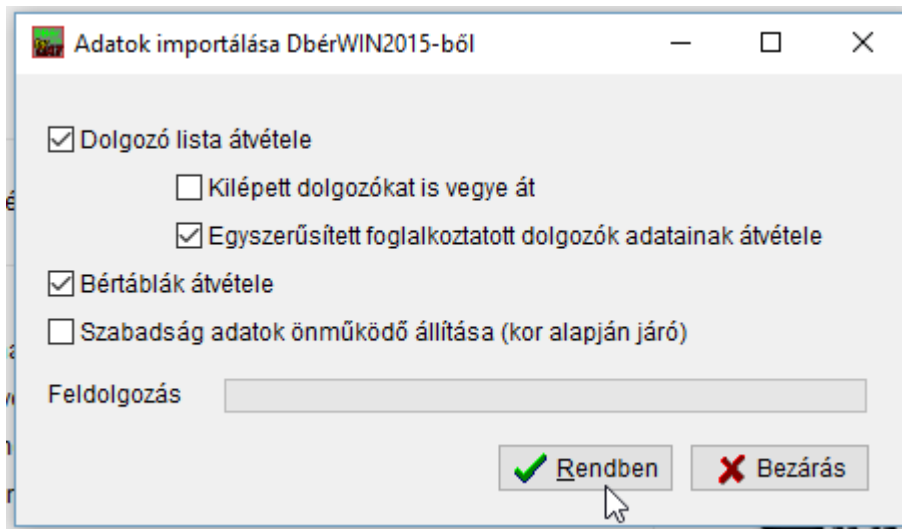 Adatok importálása DbérWIN2015-ből
Dolgozó lista átvétele
Kilépett dolgozókat is vegye át
Egyszerűsített foglalkoztatott dolgozók adatainak átvétele
Bértáblák átvétele
Szabadság adatok önműködő állítása (kor alapján járó)
Feldolgozás
Rendben
Bezárás